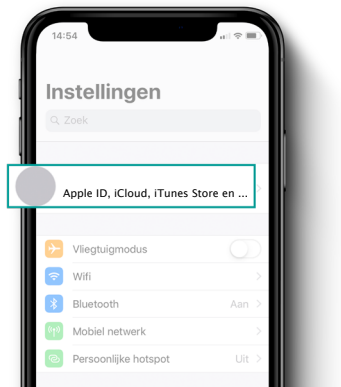 14:54
Instellingen
Zoek
Apple ID, iCloud, iTunes Store en ...
Vliegtuigmodus
Wifi
Bluetooth Aan
Mobiel netwerk
Persoonlijke hotspot Uit